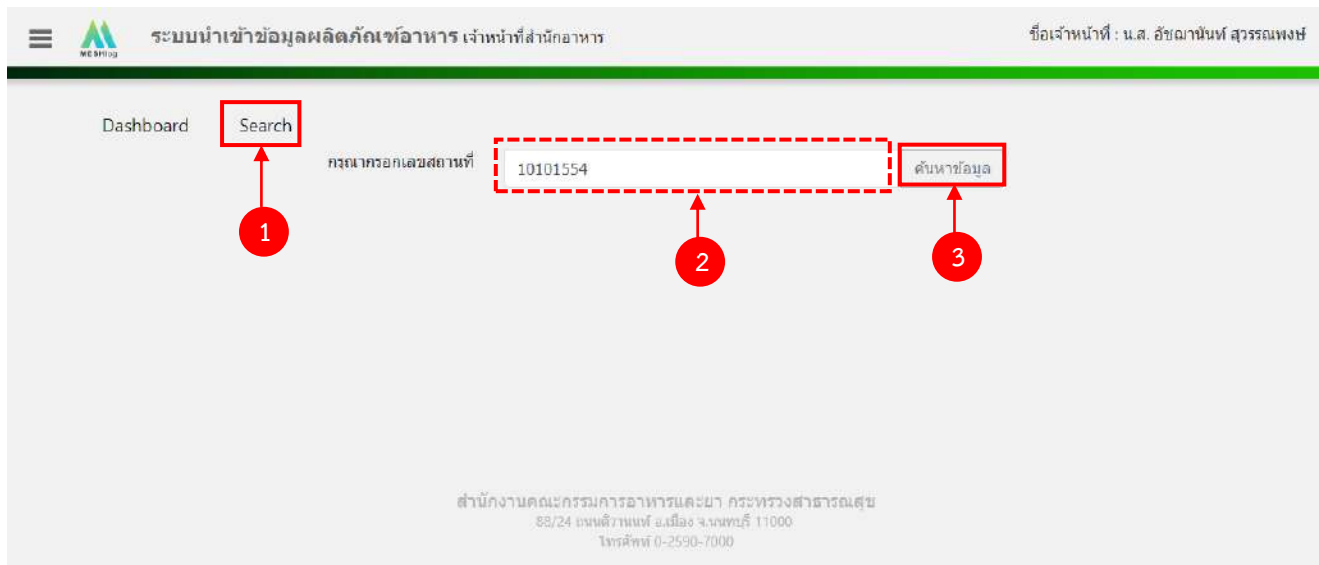 ระบบนำเข้าข้อมูลผลิตภัณฑ์อาหาร เจ้าหน้าที่สำนักอาหาร
ชื่อเจ้าหน้าที่ : น.ส. อัชฌานันท์ สุวรรณพงษ์
MESHlog
Dashboard Search
กรุณากรอกเลขสถานที่ 10101554 ค้นหาข้อมูล
1
2
3
สำนักงานคณะกรรมการอาหารและยา กระทรวงสาธารณสุข
88/24 ถนนติวานนท์ อ.เมือง จ.นนทบุรี 11000
โทรศัพท์ 0-2590-7000